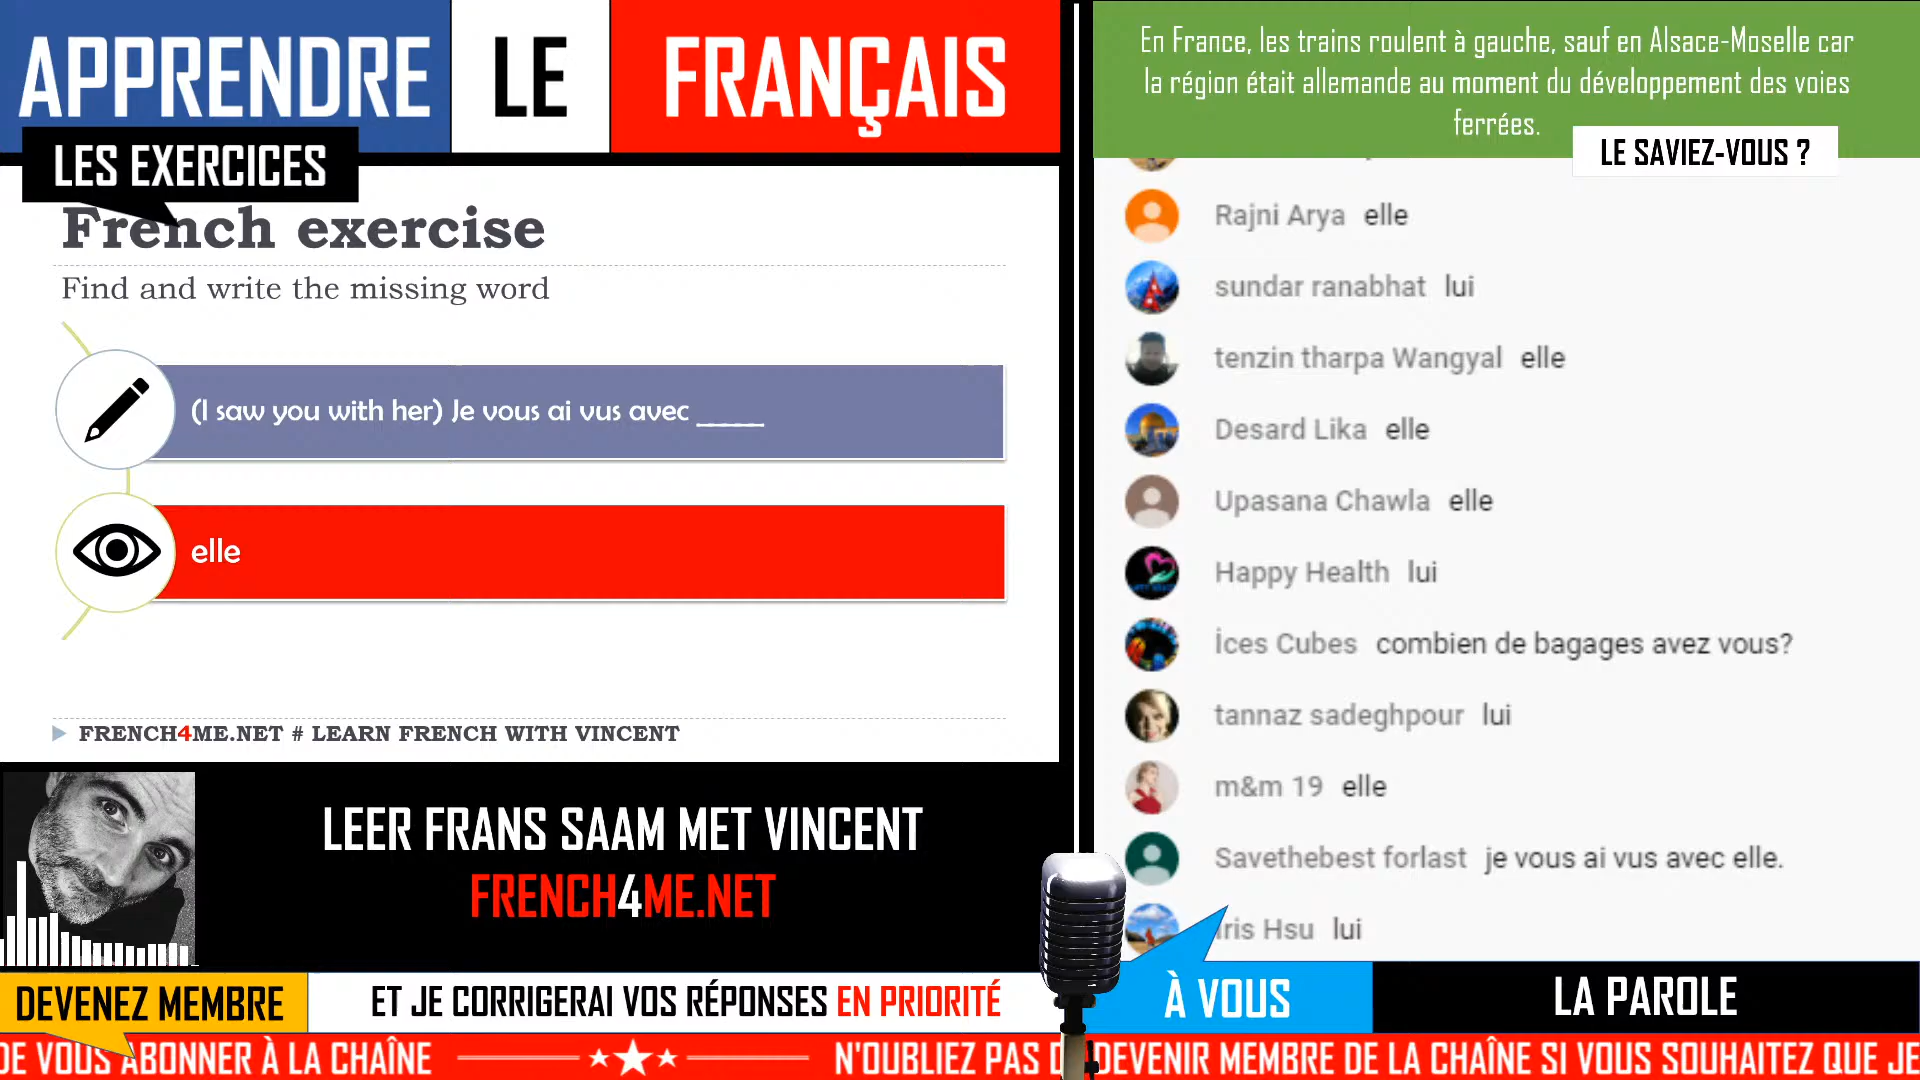 APPRENDRE LE FRANÇAIS
LES EXERCICES
French exercise
Find and write the missing word
(I saw you with her) Je vous ai vus avec _____
elle
FRENCH4ME.NET # LEARN FRENCH WITH VINCENT
LEER FRANS SAAM MET VINCENT
FRENCH4ME.NET
DEVENEZ MEMBRE
ET JE CORRIGERAI VOS RÉPONSES EN PRIORITÉ
En France, les trains roulent à gauche, sauf en Alsace-Moselle car
la région était allemande au moment du développement des voies
ferrées.
LE SAVIEZ-VOUS ?
Rajni Arya elle
sundar ranabhat lui
tenzin tharpa Wangyal elle
Desard Lika elle
Upasana Chawla elle
Happy Health lui
İces Cubes combien de bagages avez vous?
tannaz sadeghpour lui
m&m 19 elle
Savethebest forlast je vous ai vus avec elle.
Iris Hsu lui
À VOUS LA PAROLE
DE VOUS ABONNER À LA CHAÎNE N'OUBLIEZ PAS DEVENIR MEMBRE DE LA CHAÎNE SI VOUS SOUHAITEZ QUE JE